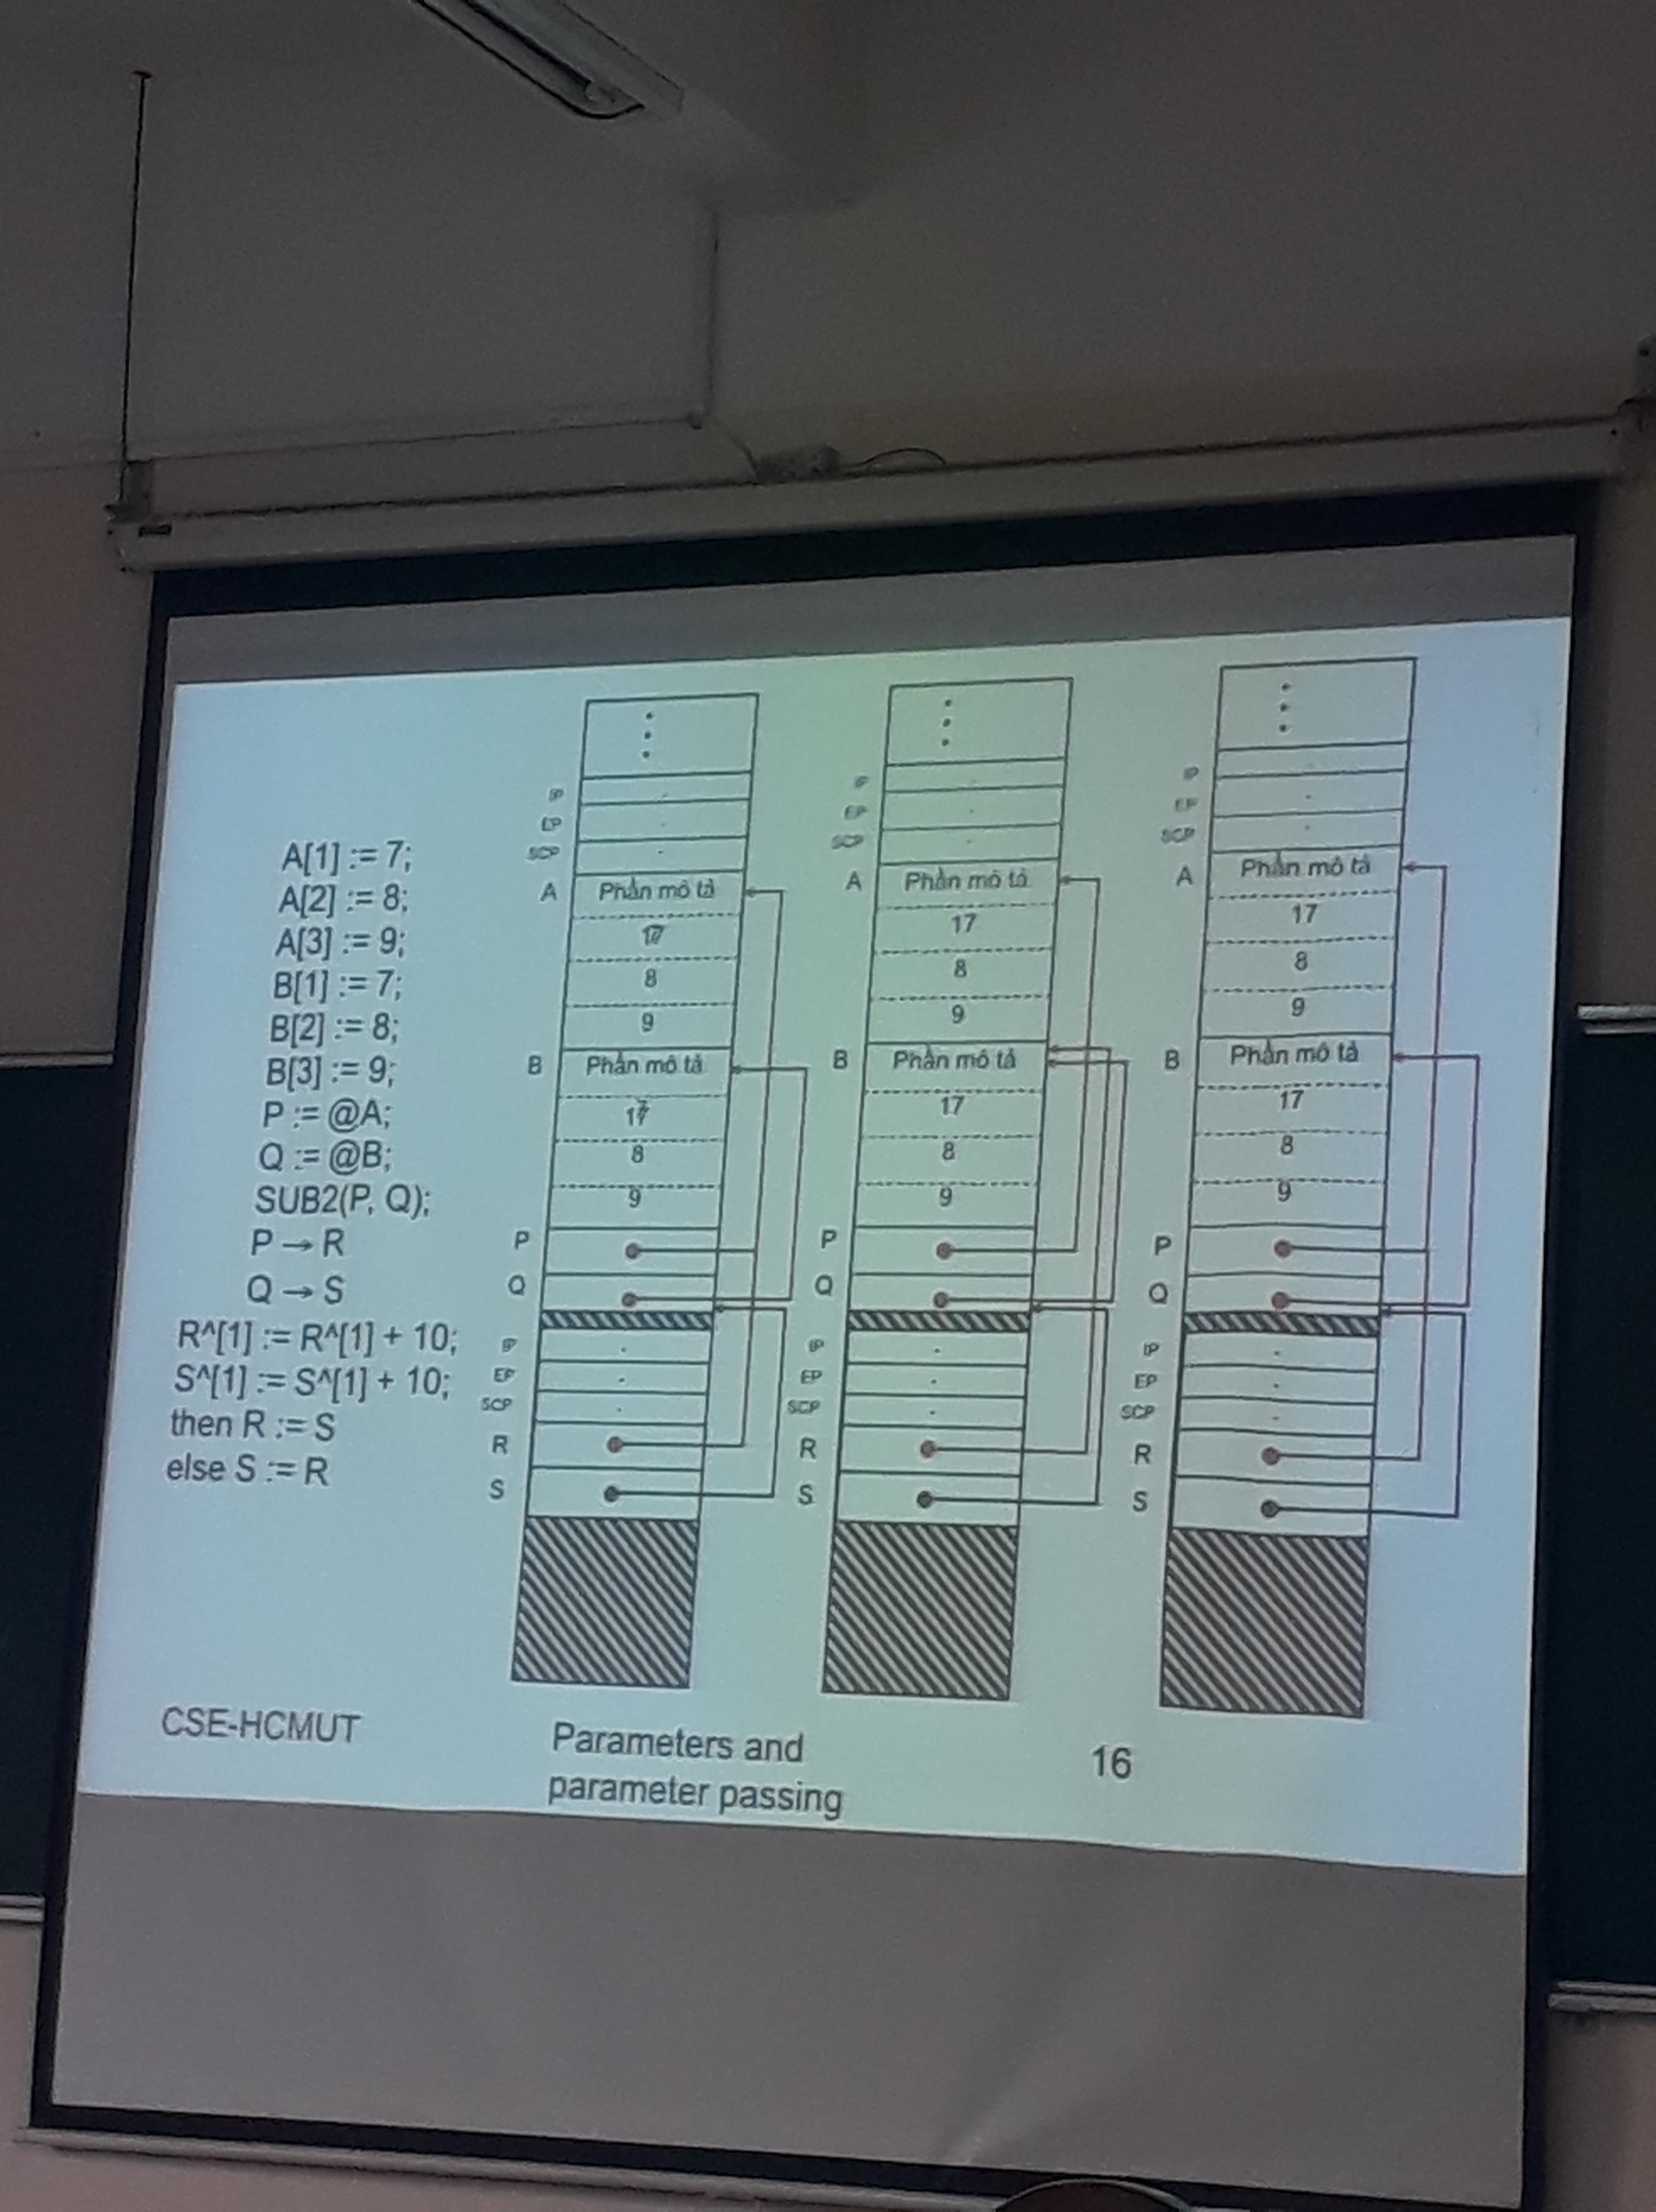 A[1] := 7;
A[2] := 8;
A[3] := 9;
B[1] := 7;
B[2] := 8;
B[3] := 9;
P := @A;
Q := @B;
SUB2(P, Q);
P → R
Q → S
R^[1] := R^[1] + 10;
S^[1] := S^[1] + 10;
then R := S
else S := R
IP
EP
SCP
A Phần mô tả
8
9
B Phần mô tả
8
9
P
Q
IP
EP
SCP
R
S
IP
EP
SCP
A Phần mô tả
17
8
9
B Phần mô tả
17
8
9
P
Q
IP
EP
SCP
R
S
IP
EP
SCP
A Phần mô tả
17
8
9
B Phần mô tả
17
8
9
P
Q
IP
EP
SCP
R
S
CSE-HCMUT
Parameters and
parameter passing
16